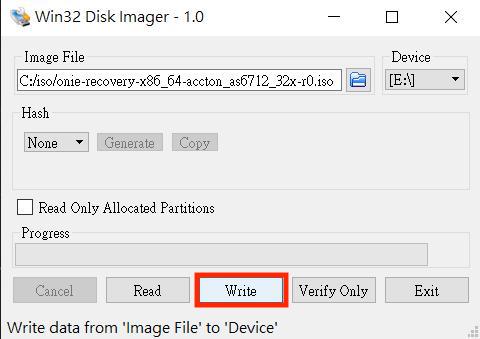 Win32 Disk Imager - 1.0
Image File
Device
C:/iso/onie-recovery-x86_64-accton_as6712_32x-r0.iso
[E:\]
Hash
None
Generate
Copy
Read Only Allocated Partitions
Progress
Cancel
Read
Write
Verify Only
Exit
Write data from 'Image File' to 'Device'